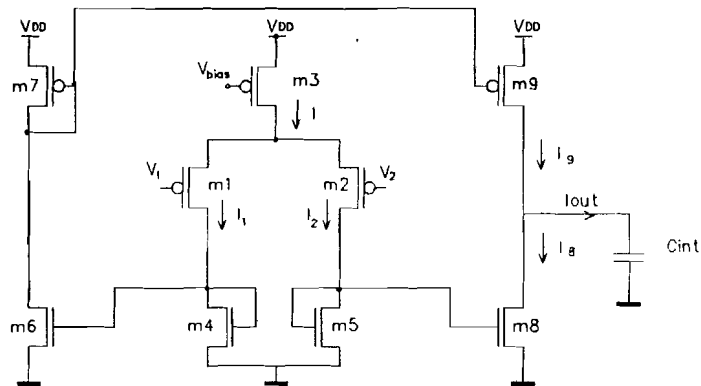 VDD VDD VDD
m7 Vbias m3 m9
I
V1 m1 m2 V2
I9
I1 I2 Iout
I8 Cint
m6 m4 m5 m8